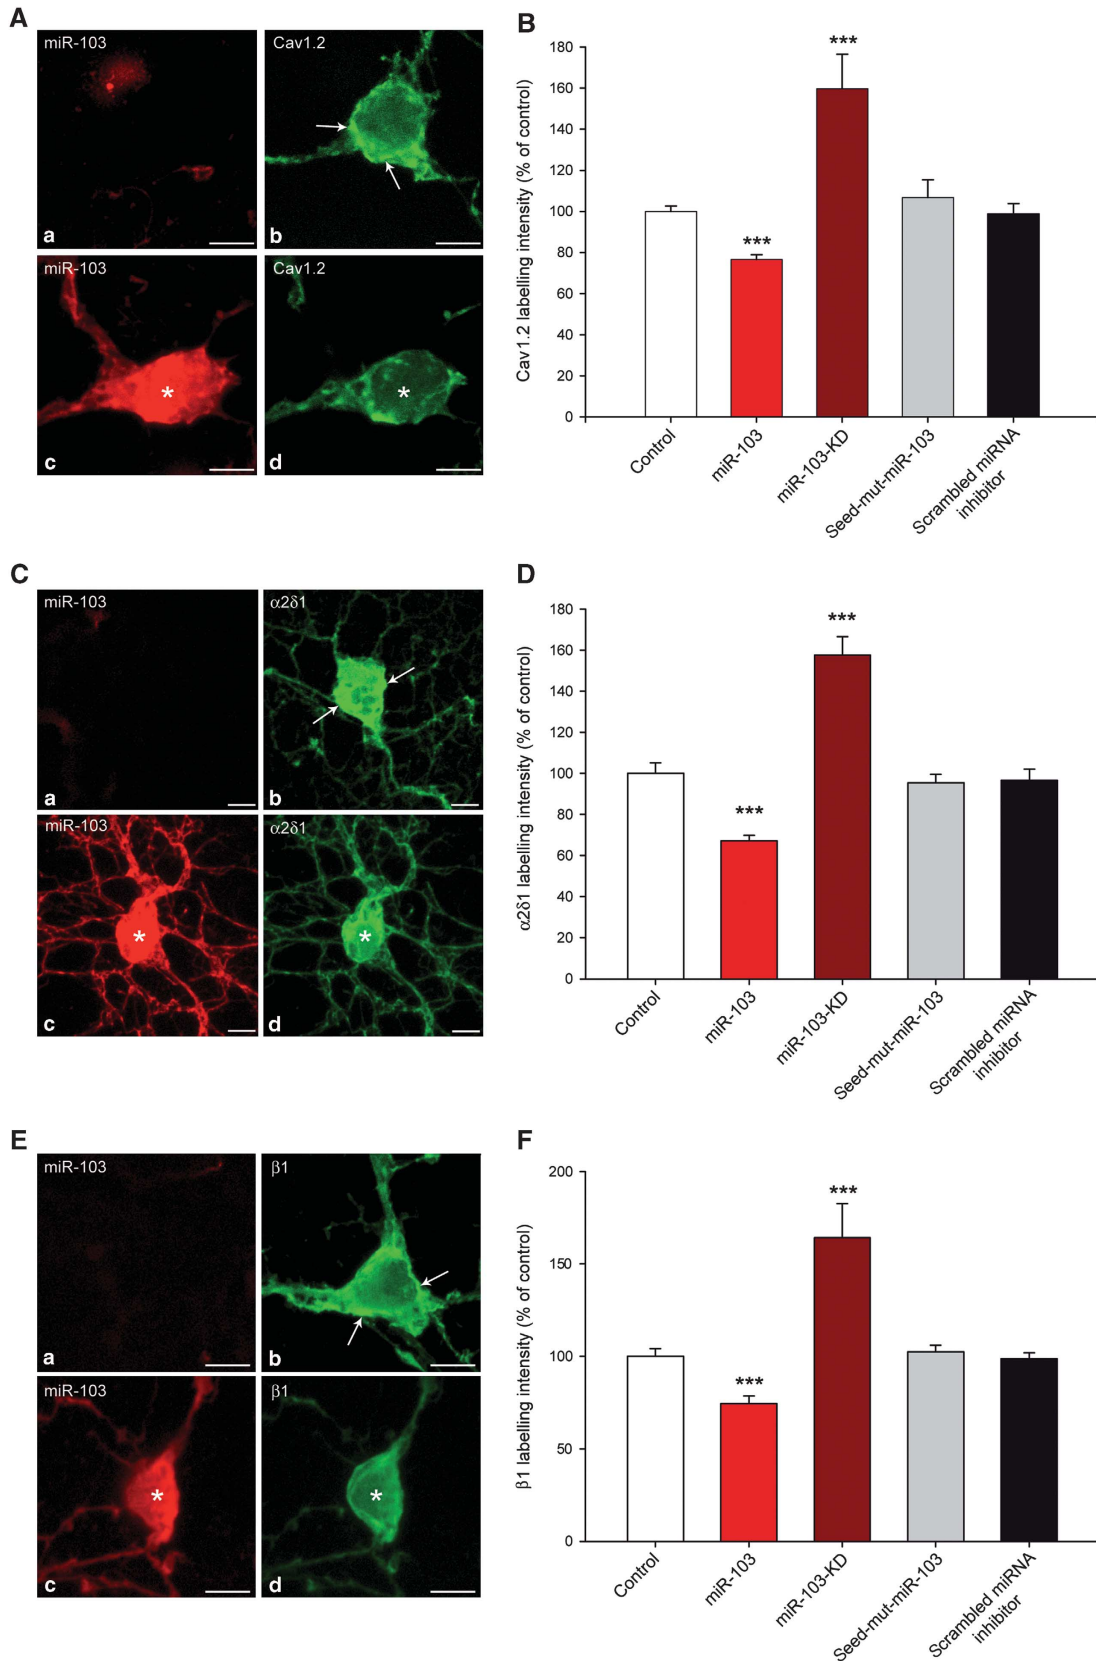 A
miR-103
a
Cav1.2
b
miR-103
*
c
Cav1.2
*
d
B
Cav1.2 labelling intensity (% of control)
180
160
140
120
100
80
60
40
20
0
***
***
Control
miR-103
miR-103-KD
Seed-mut-miR-103
Scrambled miRNA
inhibitor
C
miR-103
a
α2δ1
b
miR-103
*
c
α2δ1
*
d
D
α2δ1 labelling intensity (% of control)
180
160
140
120
100
80
60
40
20
0
***
***
Control
miR-103
miR-103-KD
Seed-mut-miR-103
Scrambled miRNA
inhibitor
E
miR-103
a
β1
b
miR-103
*
c
β1
*
d
F
β1 labelling intensity (% of control)
200
150
100
50
0
***
***
Control
miR-103
miR-103-KD
Seed-mut-miR-103
Scrambled miRNA
inhibitor